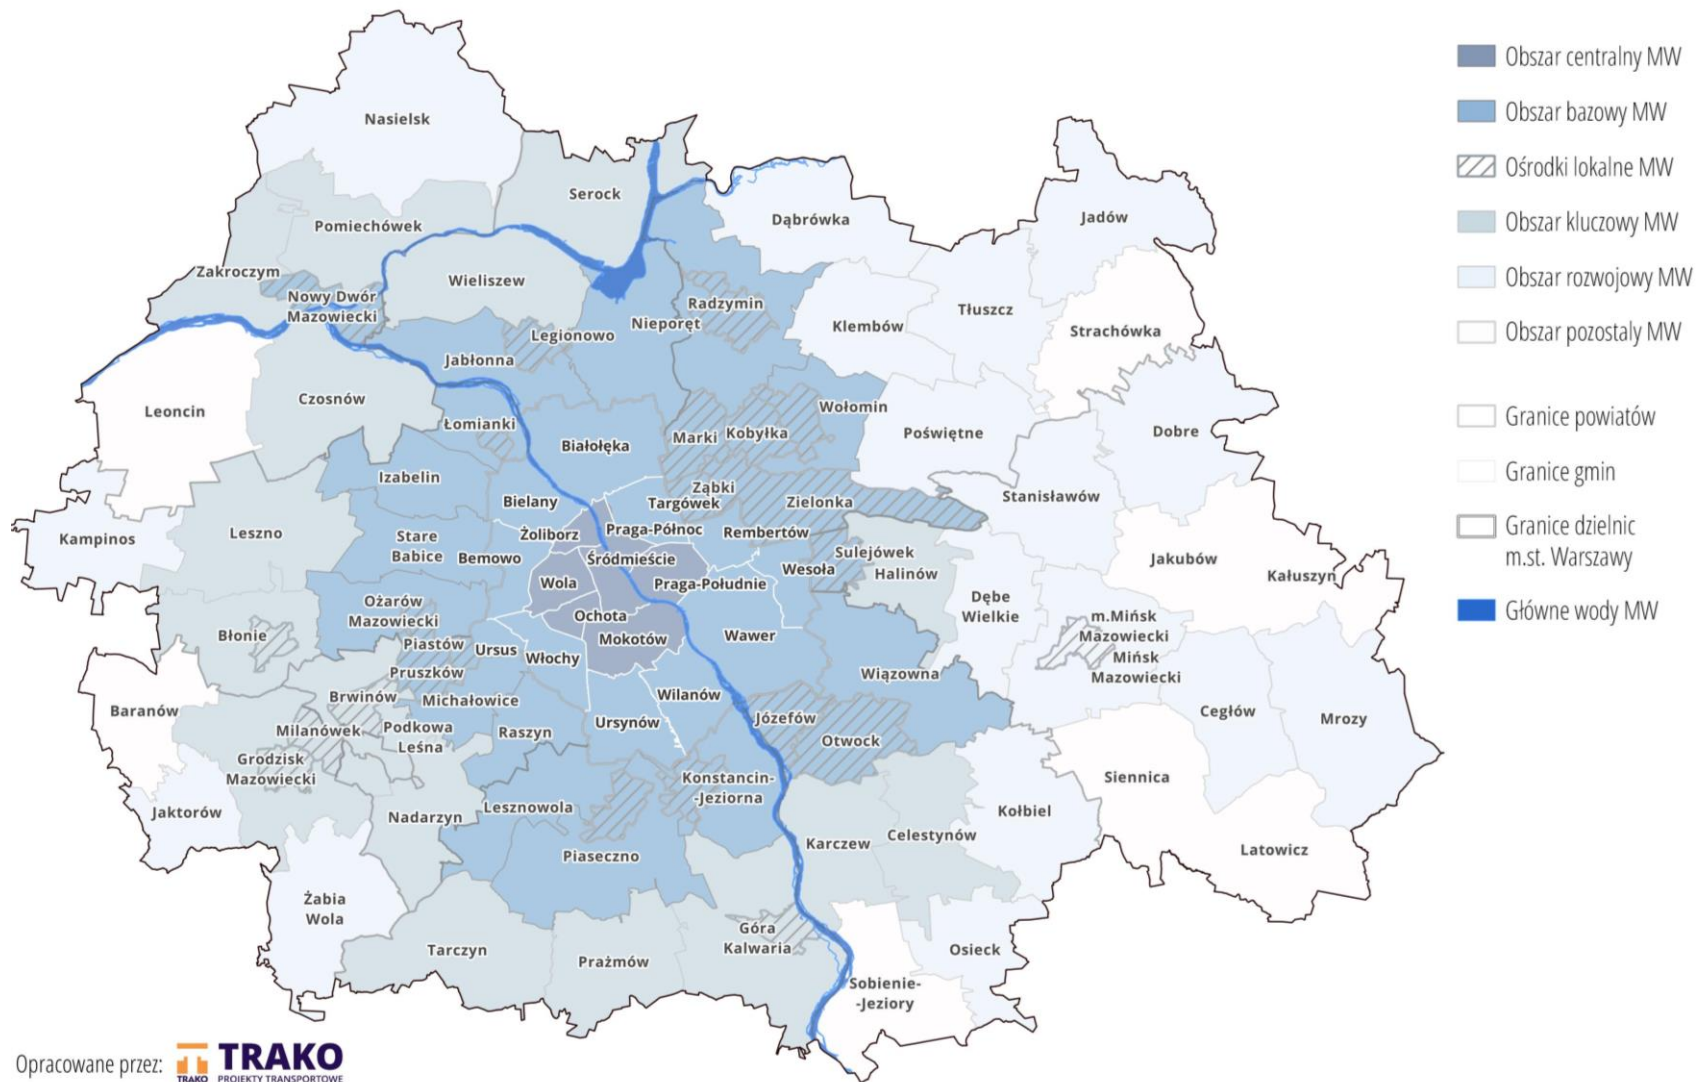 Nasielsk
Serock
Pomiechówek
Dąbrówka
Jadów
Zakroczym
Wieliszew
Nowy Dwór
Mazowiecki
Radzymin
Nieporęt
Legionowo
Klembów
Tłuszcz
Strachówka
Jabłonna
Leoncin
Czosnów
Łomianki
Wołomin
Marki
Kobyłka
Poświętne
Dobre
Białołęka
Izabelin
Bielany
Ząbki
Targówek
Zielonka
Stanisławów
Kampinos
Leszno
Stare
Babice
Bemowo
Żoliborz
Praga-Północ
Rembertów
Śródmieście
Sulejówek
Halinów
Wesoła
Jakubów
Kałuszyn
Wola
Praga-Południe
Ożarów
Mazowiecki
Ochota
Mokotów
Wawer
Dębe
Wielkie
m.Mińsk
Mazowiecki
Mińsk
Mazowiecki
Błonie
Piastów
Ursus
Włochy
Pruszków
Wiązowna
Brwinów
Michałowice
Wilanów
Baranów
Milanówek
Podkowa
Leśna
Raszyn
Ursynów
Józefów
Otwock
Cegłów
Mrozy
Grodzisk
Mazowiecki
Konstancin-
-Jeziorna
Siennica
Jaktorów
Nadarzyn
Lesznowola
Kołbiel
Karczew
Celestynów
Piaseczno
Latowicz
Żabia
Wola
Góra
Kalwaria
Tarczyn
Prażmów
Osieck
Sobienie-
-Jeziory
Obszar centralny MW
Obszar bazowy MW
Ośrodki lokalne MW
Obszar kluczowy MW
Obszar rozwojowy MW
Obszar pozostaly MW
Granice powiatów
Granice gmin
Granice dzielnic
m.st. Warszawy
Główne wody MW
Opracowane przez:
TRAKO
TRAKO
PROJEKTY TRANSPORTOWE